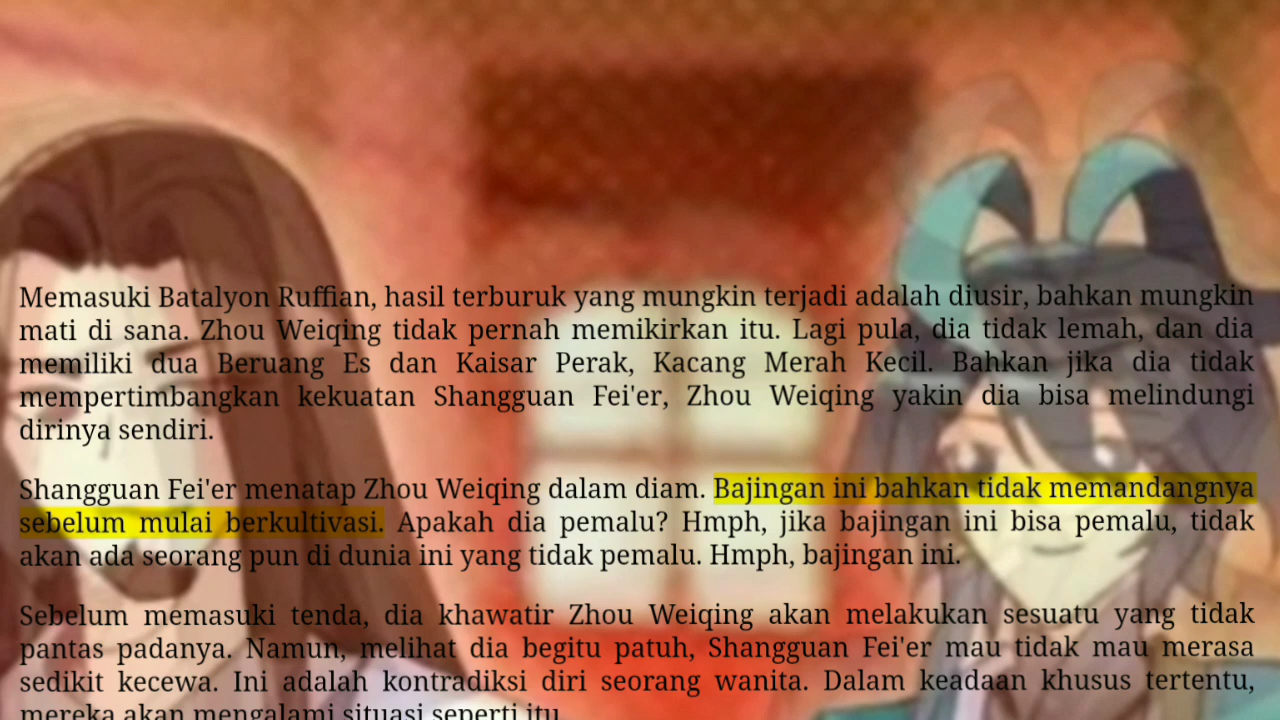 Memasuki Batalyon Ruffian, hasil terburuk yang mungkin terjadi adalah diusir, bahkan mungkin
mati di sana. Zhou Weiqing tidak pernah memikirkan itu. Lagi pula, dia tidak lemah, dan dia
memiliki dua Beruang Es dan Kaisar Perak, Kacang Merah Kecil. Bahkan jika dia tidak
mempertimbangkan kekuatan Shangguan Fei'er, Zhou Weiqing yakin dia bisa melindungi
dirinya sendiri.
Shangguan Fei'er menatap Zhou Weiqing dalam diam. Bajingan ini bahkan tidak memandangnya
sebelum mulai berkultivasi. Apakah dia pemalu? Hmph, jika bajingan ini bisa pemalu, tidak
akan ada seorang pun di dunia ini yang tidak pemalu. Hmph, bajingan ini.
Sebelum memasuki tenda, dia khawatir Zhou Weiqing akan melakukan sesuatu yang tidak
pantas padanya. Namun, melihat dia begitu patuh, Shangguan Fei'er mau tidak mau merasa
sedikit kecewa. Ini adalah kontradiksi diri seorang wanita. Dalam keadaan khusus tertentu,
mereka akan mengalami situasi seperti itu